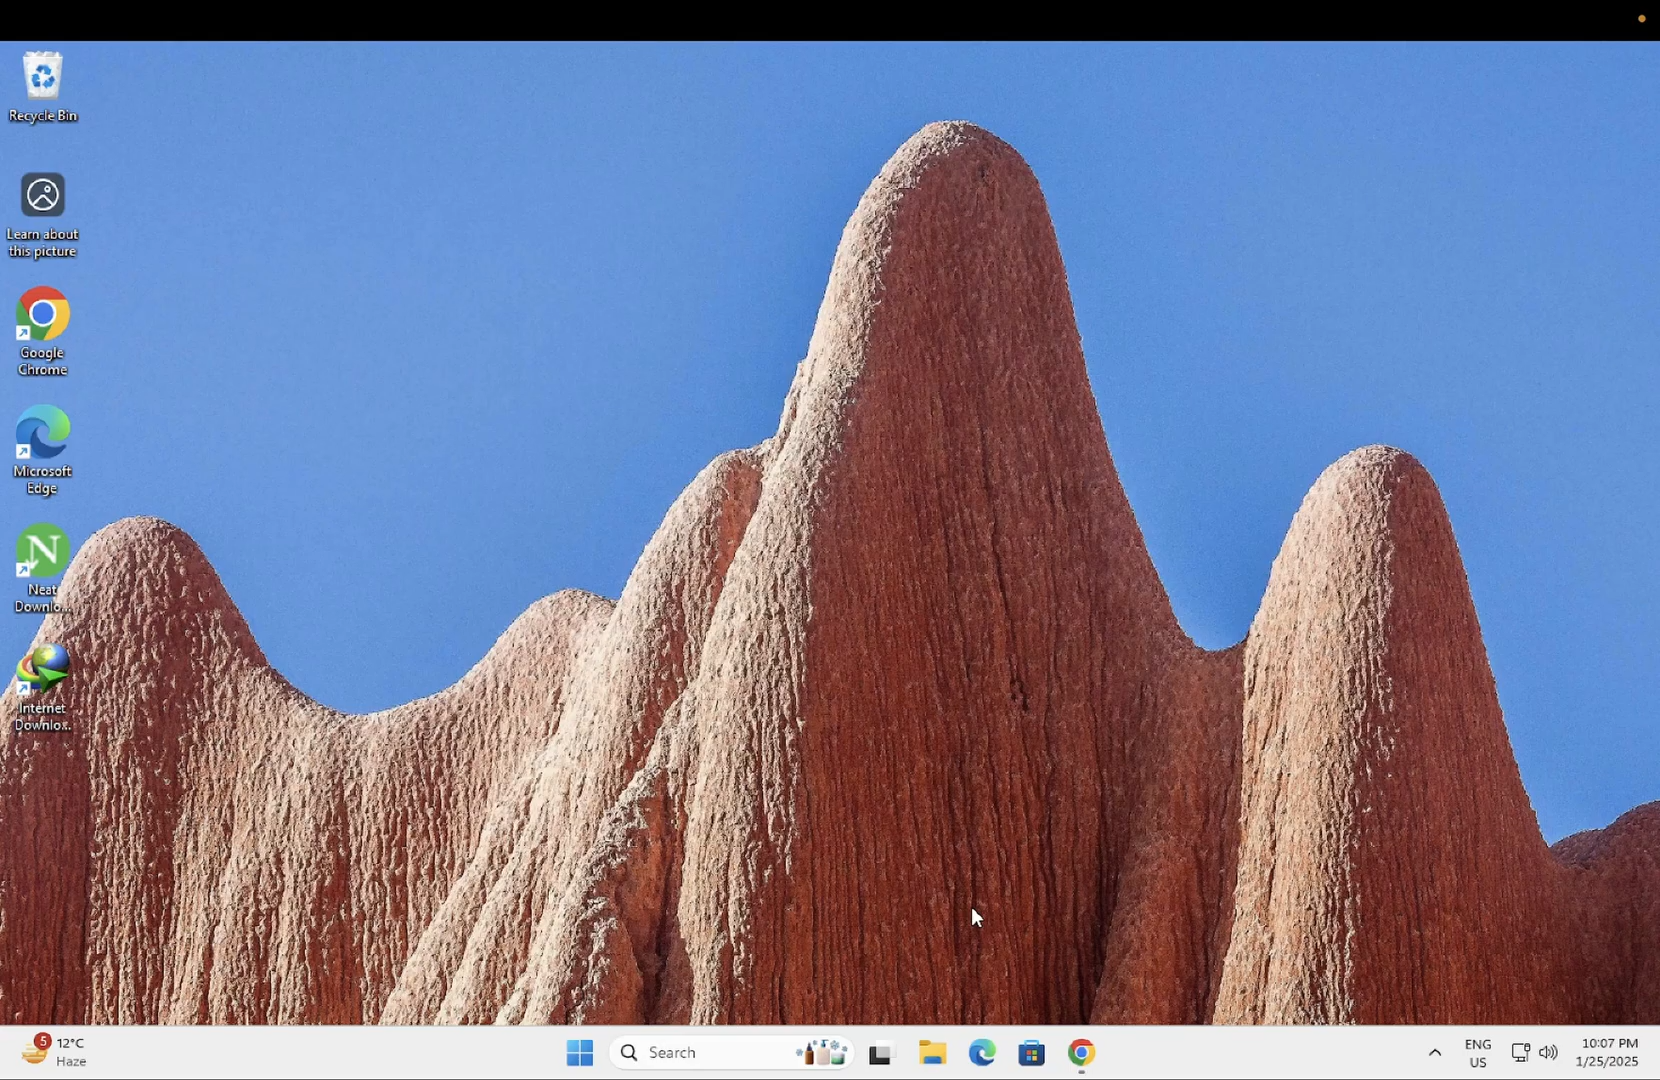 Recycle Bin
Learn about
this picture
Google
Chrome
Microsoft
Edge
N
Neat
Downlo...
Internet
Downlo...
5
12°C
Haze
Search
ENG
US
10:07 PM
1/25/2025